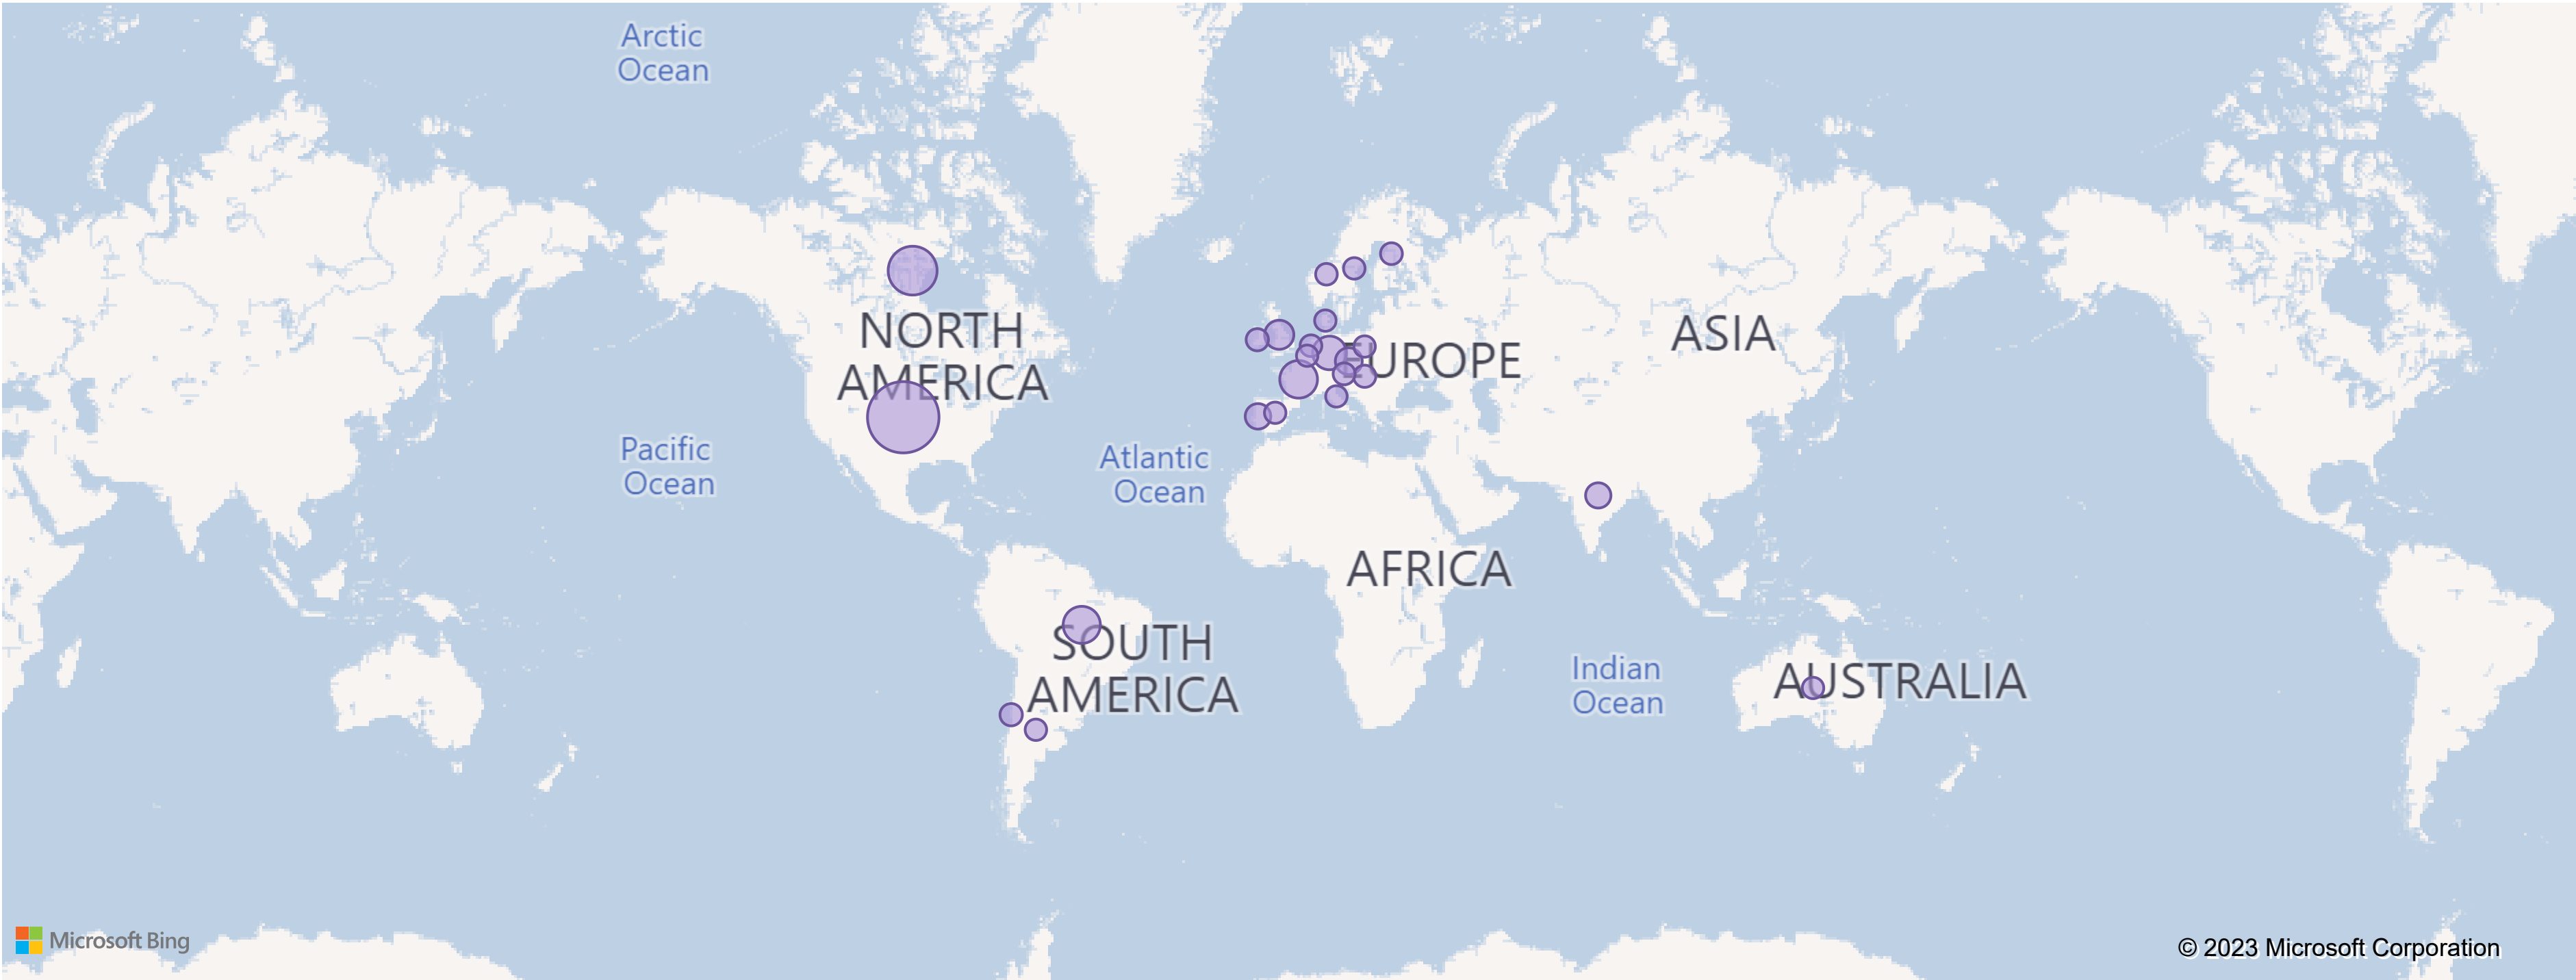 Arctic
Ocean
NORTH
AMERICA
EUROPE
ASIA
Pacific
Ocean
Atlantic
Ocean
AFRICA
SOUTH
AMERICA
Indian
Ocean
AUSTRALIA
Microsoft Bing
© 2023 Microsoft Corporation